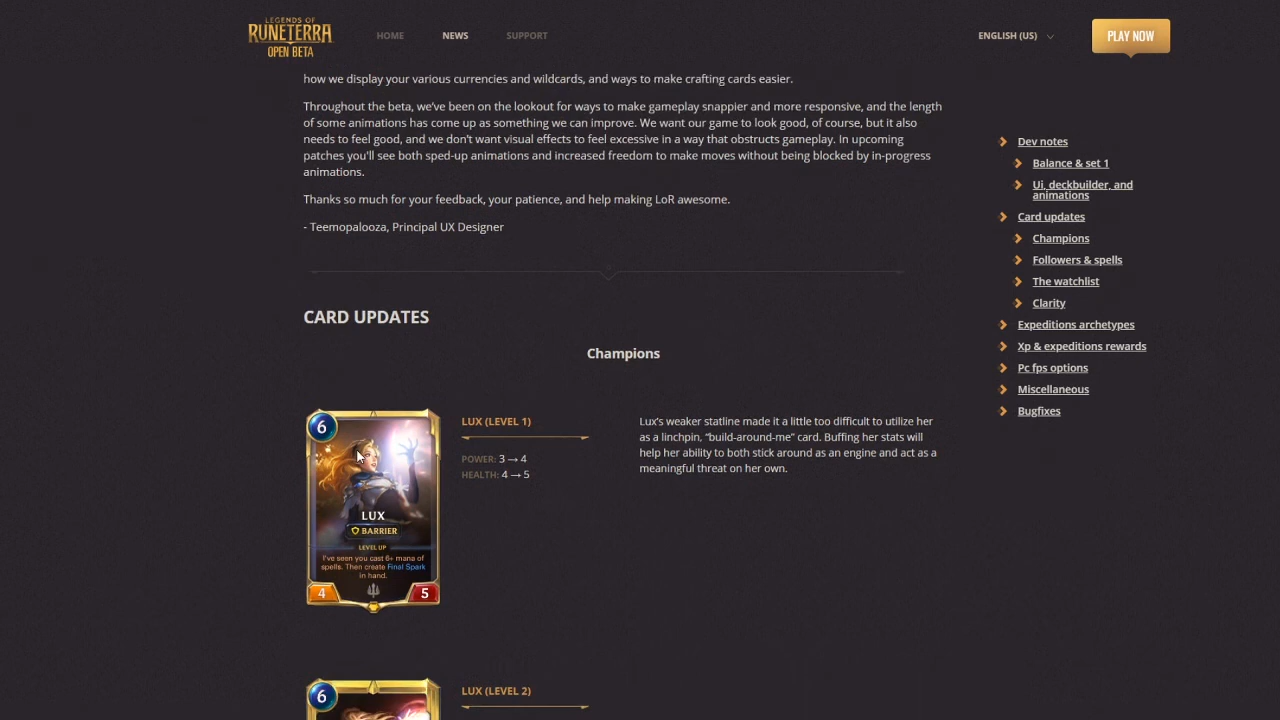 LEGENDS OF
RUNETERRA
OPEN BETA
HOME
NEWS
SUPPORT
ENGLISH (US)
PLAY NOW
how we display your various currencies and wildcards, and ways to make crafting cards easier.
Throughout the beta, we've been on the lookout for ways to make gameplay snappier and more responsive, and the length
of some animations has come up as something we can improve. We want our game to look good, of course, but it also
needs to feel good, and we don't want visual effects to feel excessive in a way that obstructs gameplay. In upcoming
patches you'll see both sped-up animations and increased freedom to make moves without being blocked by in-progress
animations.
Thanks so much for your feedback, your patience, and help making LoR awesome.
- Teemopalooza, Principal UX Designer
CARD UPDATES
Champions
6
LUX
BARRIER
LEVEL UP
I've seen you cast 6+ mana of
spells. Then create Final Spark
in hand.
4
5
LUX (LEVEL 1)
POWER: 3 → 4
HEALTH: 4 → 5
Lux's weaker statline made it a little too difficult to utilize her
as a linchpin, "build-around-me" card. Buffing her stats will
help her ability to both stick around as an engine and act as a
meaningful threat on her own.
6
LUX (LEVEL 2)
Dev notes
Balance & set 1
Ui, deckbuilder, and
animations
Card updates
Champions
Followers & spells
The watchlist
Clarity
Expeditions archetypes
Xp & expeditions rewards
Pc fps options
Miscellaneous
Bugfixes